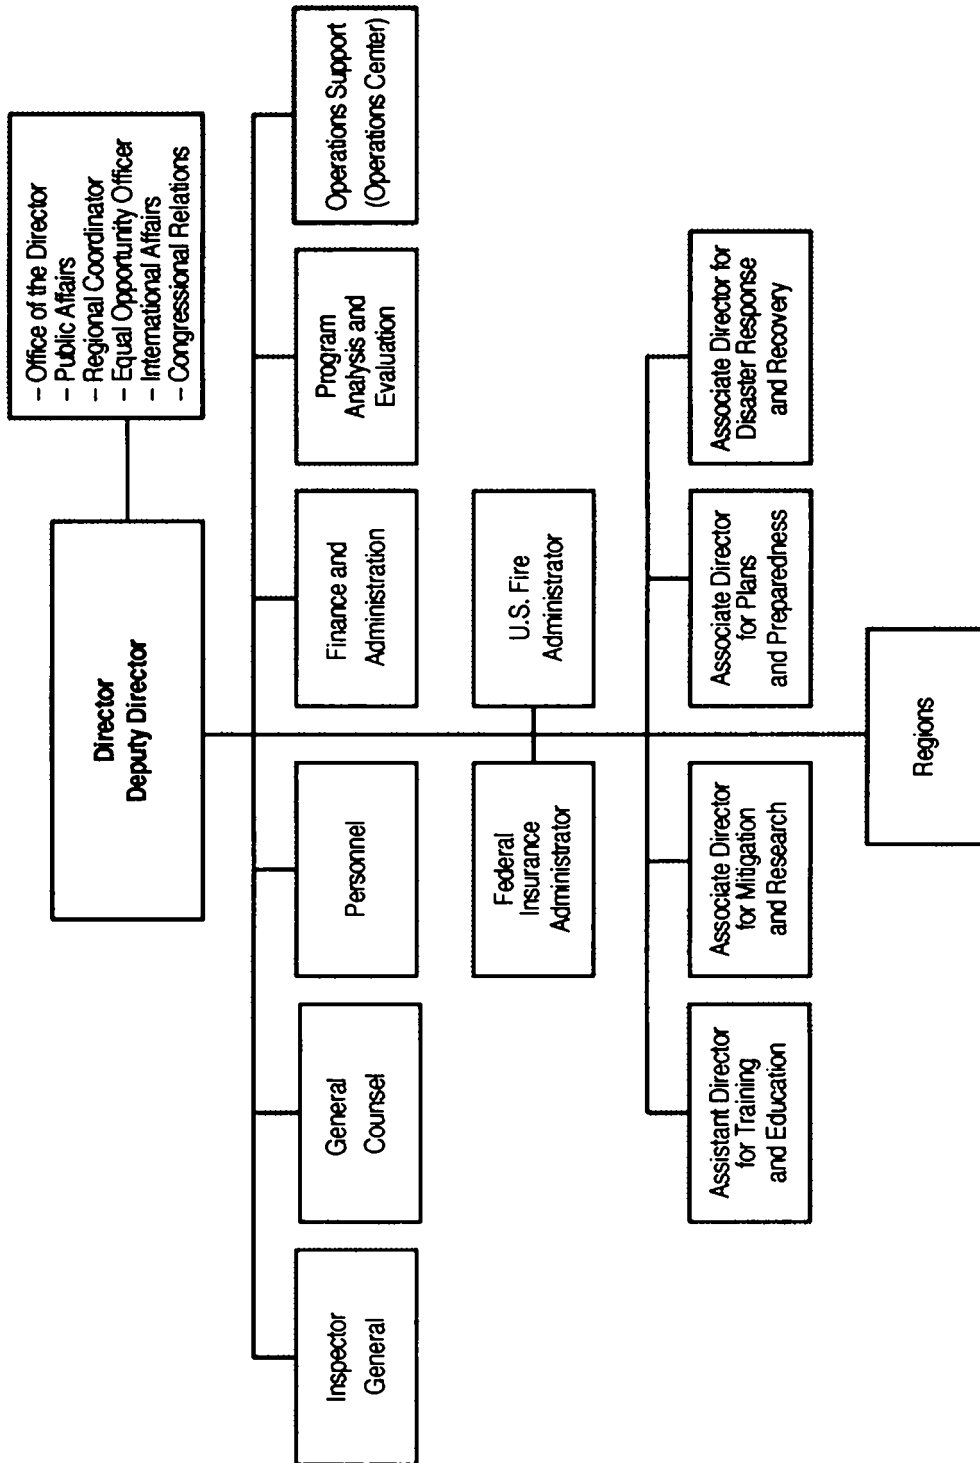 Director
Deputy Director
– Office of the Director
– Public Affairs
– Regional Coordinator
– Equal Opportunity Officer
– International Affairs
– Congressional Relations
Inspector
General
General
Counsel
Personnel
Finance and
Administration
Program
Analysis and
Evaluation
Operations Support
(Operations Center)
Federal
Insurance
Administrator
U.S. Fire
Administrator
Assistant Director
for Training
and Education
Associate Director
for Mitigation
and Research
Associate Director
for Plans
and Preparedness
Associate Director for
Disaster Response
and Recovery
Regions